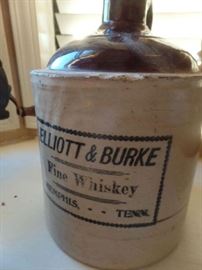 ELLIOTT & BURKE
Fine Whiskey
MEMPHIS, - - TENN.